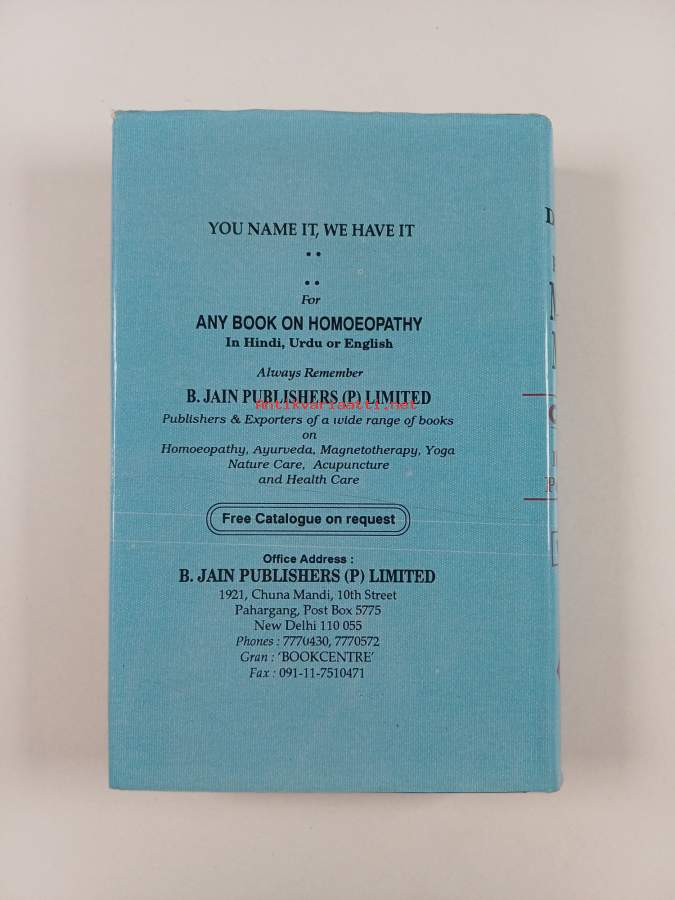 YOU NAME IT, WE HAVE IT
For
ANY BOOK ON HOMOEOPATHY
In Hindi, Urdu or English
Always Remember
B. JAIN PUBLISHERS (P) LIMITED
Antikvariaatti.net
Publishers & Exporters of a wide range of books
on
Homoeopathy, Ayurveda, Magnetotherapy, Yoga
Nature Care, Acupuncture
and Health Care
Free Catalogue on request
Office Address :
B. JAIN PUBLISHERS (P) LIMITED
1921, Chuna Mandi, 10th Street
Pahargang, Post Box 5775
New Delhi 110 055
Phones : 7770430, 7770572
Gran : 'BOOKCENTRE'
Fax : 091-11-7510471